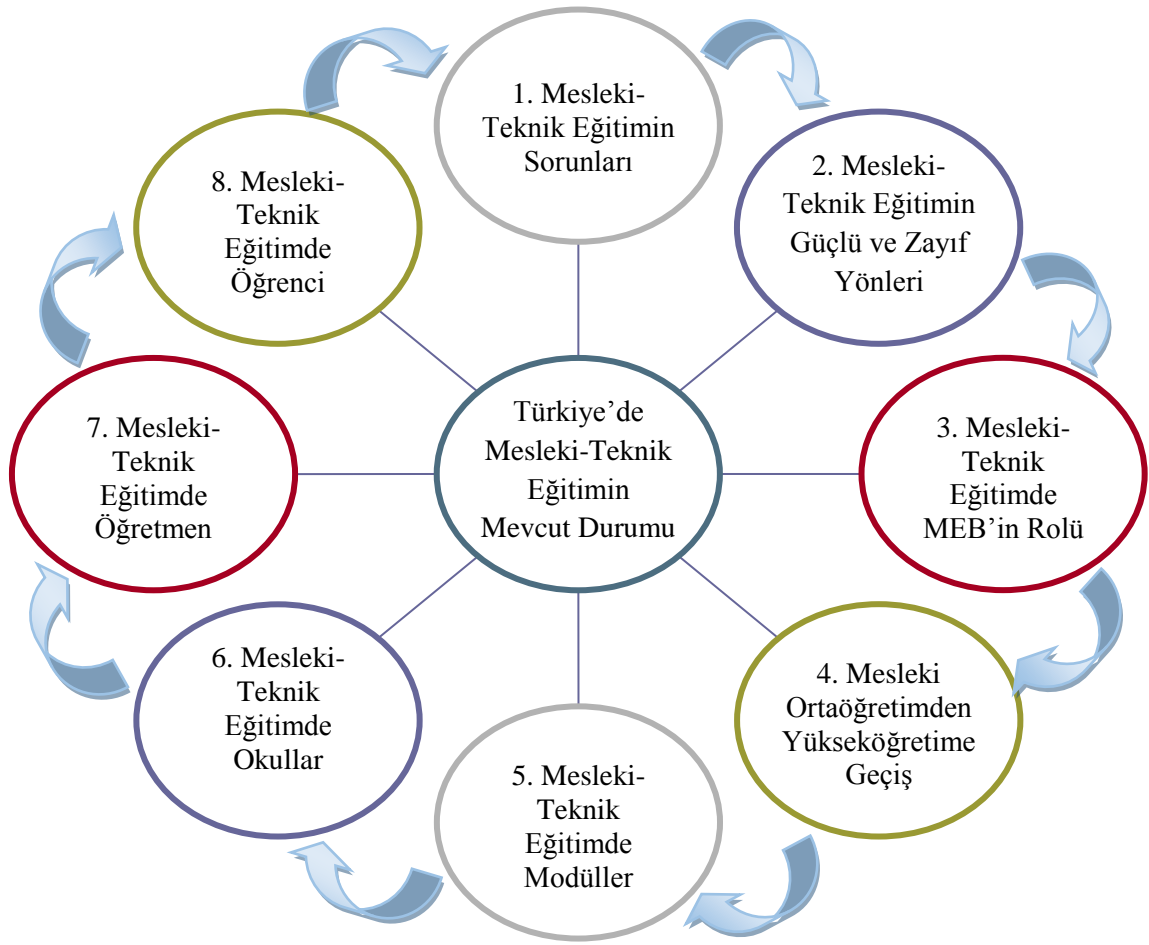 1. Mesleki-
Teknik Eğitimin
Sorunları
2. Mesleki-
Teknik Eğitimin
Güçlü ve Zayıf
Yönleri
3. Mesleki-
Teknik
Eğitimde
MEB’in Rolü
4. Mesleki
Ortaöğretimden
Yükseköğretime
Geçiş
5. Mesleki-
Teknik
Eğitimde
Modüller
6. Mesleki-
Teknik
Eğitimde
Okullar
7. Mesleki-
Teknik
Eğitimde
Öğretmen
8. Mesleki-
Teknik
Eğitimde
Öğrenci
Türkiye’de
Mesleki-Teknik
Eğitimin
Mevcut Durumu